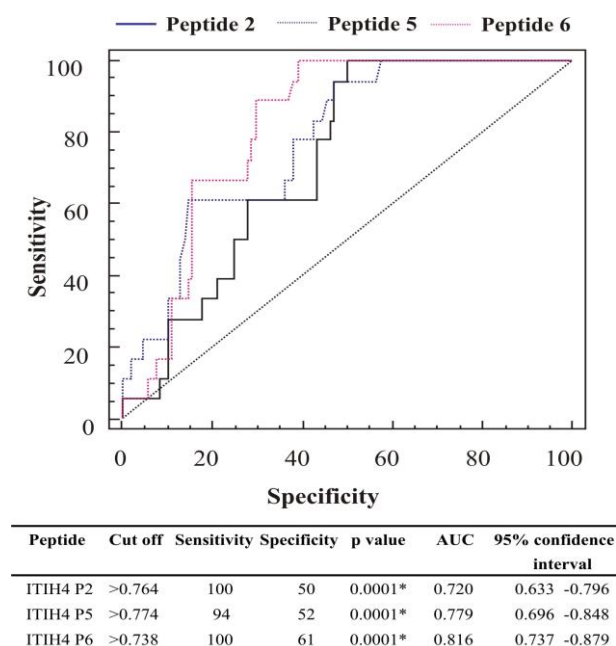 Peptide 2 Peptide 5 Peptide 6
100
80
60
40
20
0
Sensitivity
0 20 40 60 80 100
Specificity
Peptide Cut off Sensitivity Specificity p value AUC 95% confidence
interval
ITIH4 P2 >0.764 100 50 0.0001* 0.720 0.633 -0.796
ITIH4 P5 >0.774 94 52 0.0001* 0.779 0.696 -0.848
ITIH4 P6 >0.738 100 61 0.0001* 0.816 0.737 -0.879